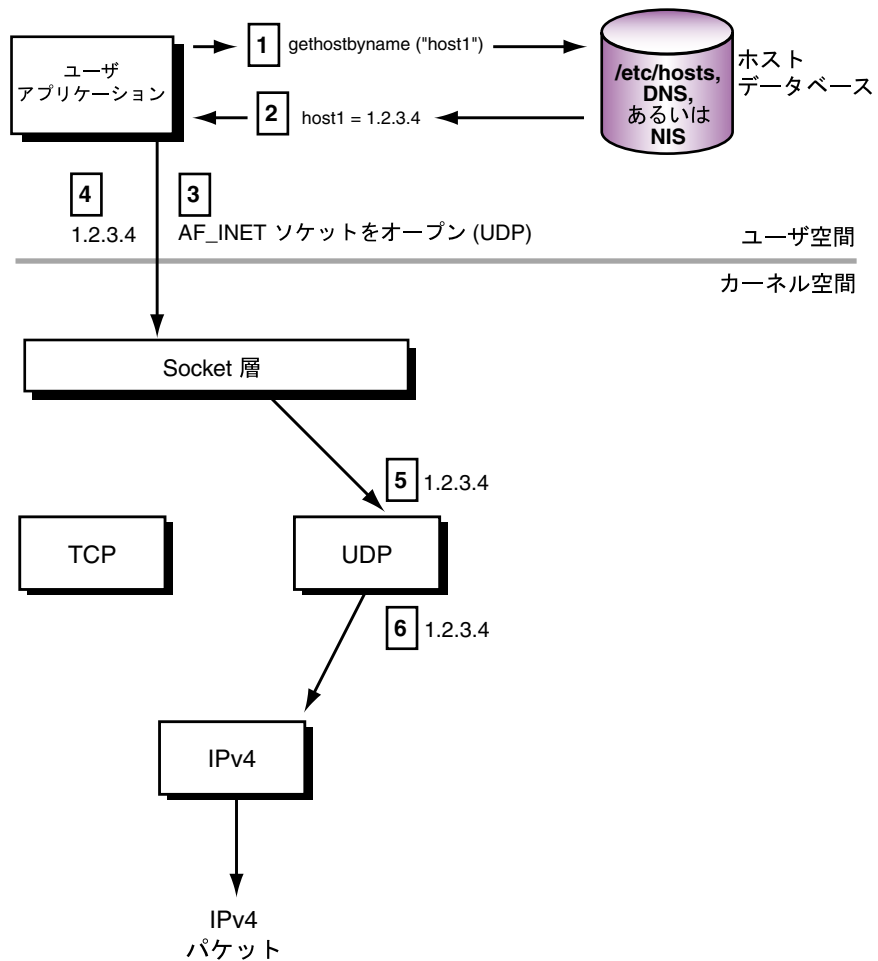 1 gethostbyname ("host1")
ユーザ
アプリケーション
/etc/hosts,
DNS,
あるいは
NIS
ホスト
データベース
2 host1 = 1.2.3.4
4
1.2.3.4
3
AF_INET ソケットをオープン (UDP)
ユーザ空間
カーネル空間
Socket 層
5 1.2.3.4
TCP
UDP
6 1.2.3.4
IPv4
IPv4
パケット